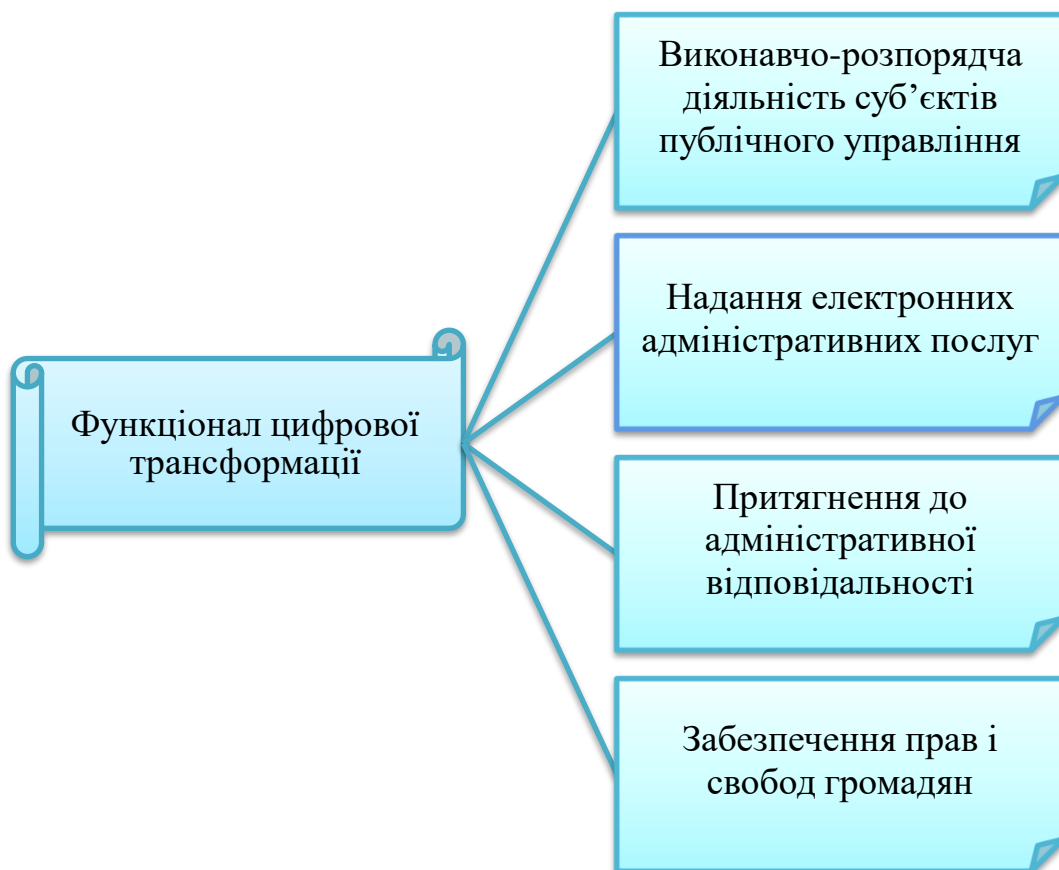 Виконавчо-розпорядча
діяльність суб’єктів
публічного управління
Надання електронних
адміністративних послуг
Функціонал цифрової
трансформації
Притягнення до
адміністративної
відповідальності
Забезпечення прав і
свобод громадян